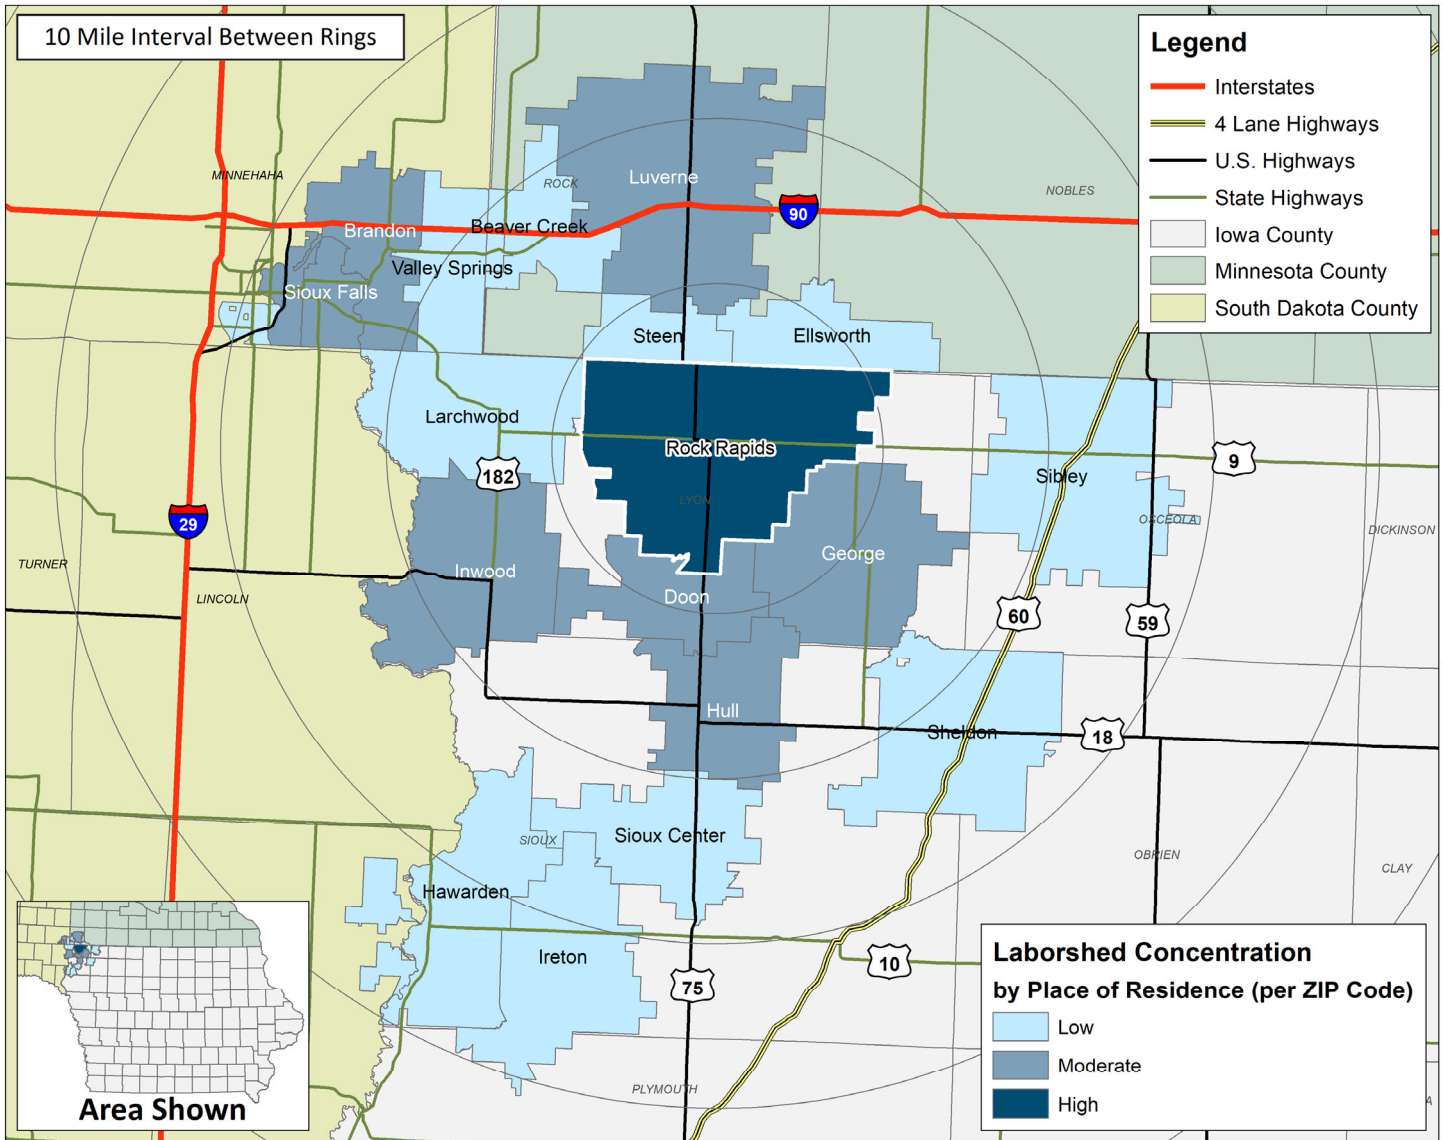 10 Mile Interval Between Rings
Legend
Interstates
4 Lane Highways
U.S. Highways
State Highways
Iowa County
Minnesota County
South Dakota County
MINNEHAHA
ROCK
NOBLES
Luverne
90
Brandon
Beaver Creek
Valley Springs
Sioux Falls
Steen
Ellsworth
Larchwood
Rock Rapids
182
9
Sibley
LYON
29
OSCEOLA
DICKINSON
TURNER
Inwood
George
Doon
LINCOLN
60
59
Hull
Sheldon
18
Sioux Center
SIOUX
OBRIEN
CLAY
Hawarden
Ireton
10
75
PLYMOUTH
A
Area Shown
Laborshed Concentration
by Place of Residence (per ZIP Code)
Low
Moderate
High